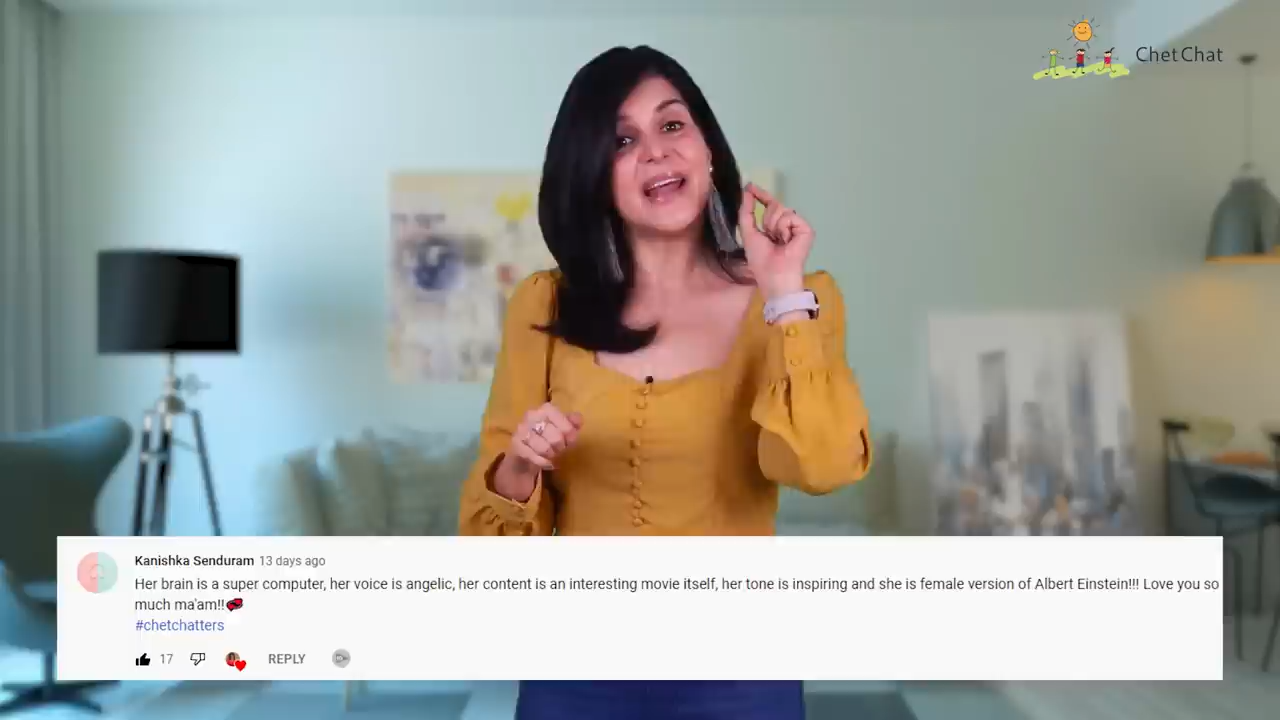 ChetChat
Kanishka Senduram 13 days ago
Her brain is a super computer, her voice is angelic, her content is an interesting movie itself, her tone is inspiring and she is female version of Albert Einstein!!! Love you so
much ma'am!!💋
#chetchatters
17
REPLY